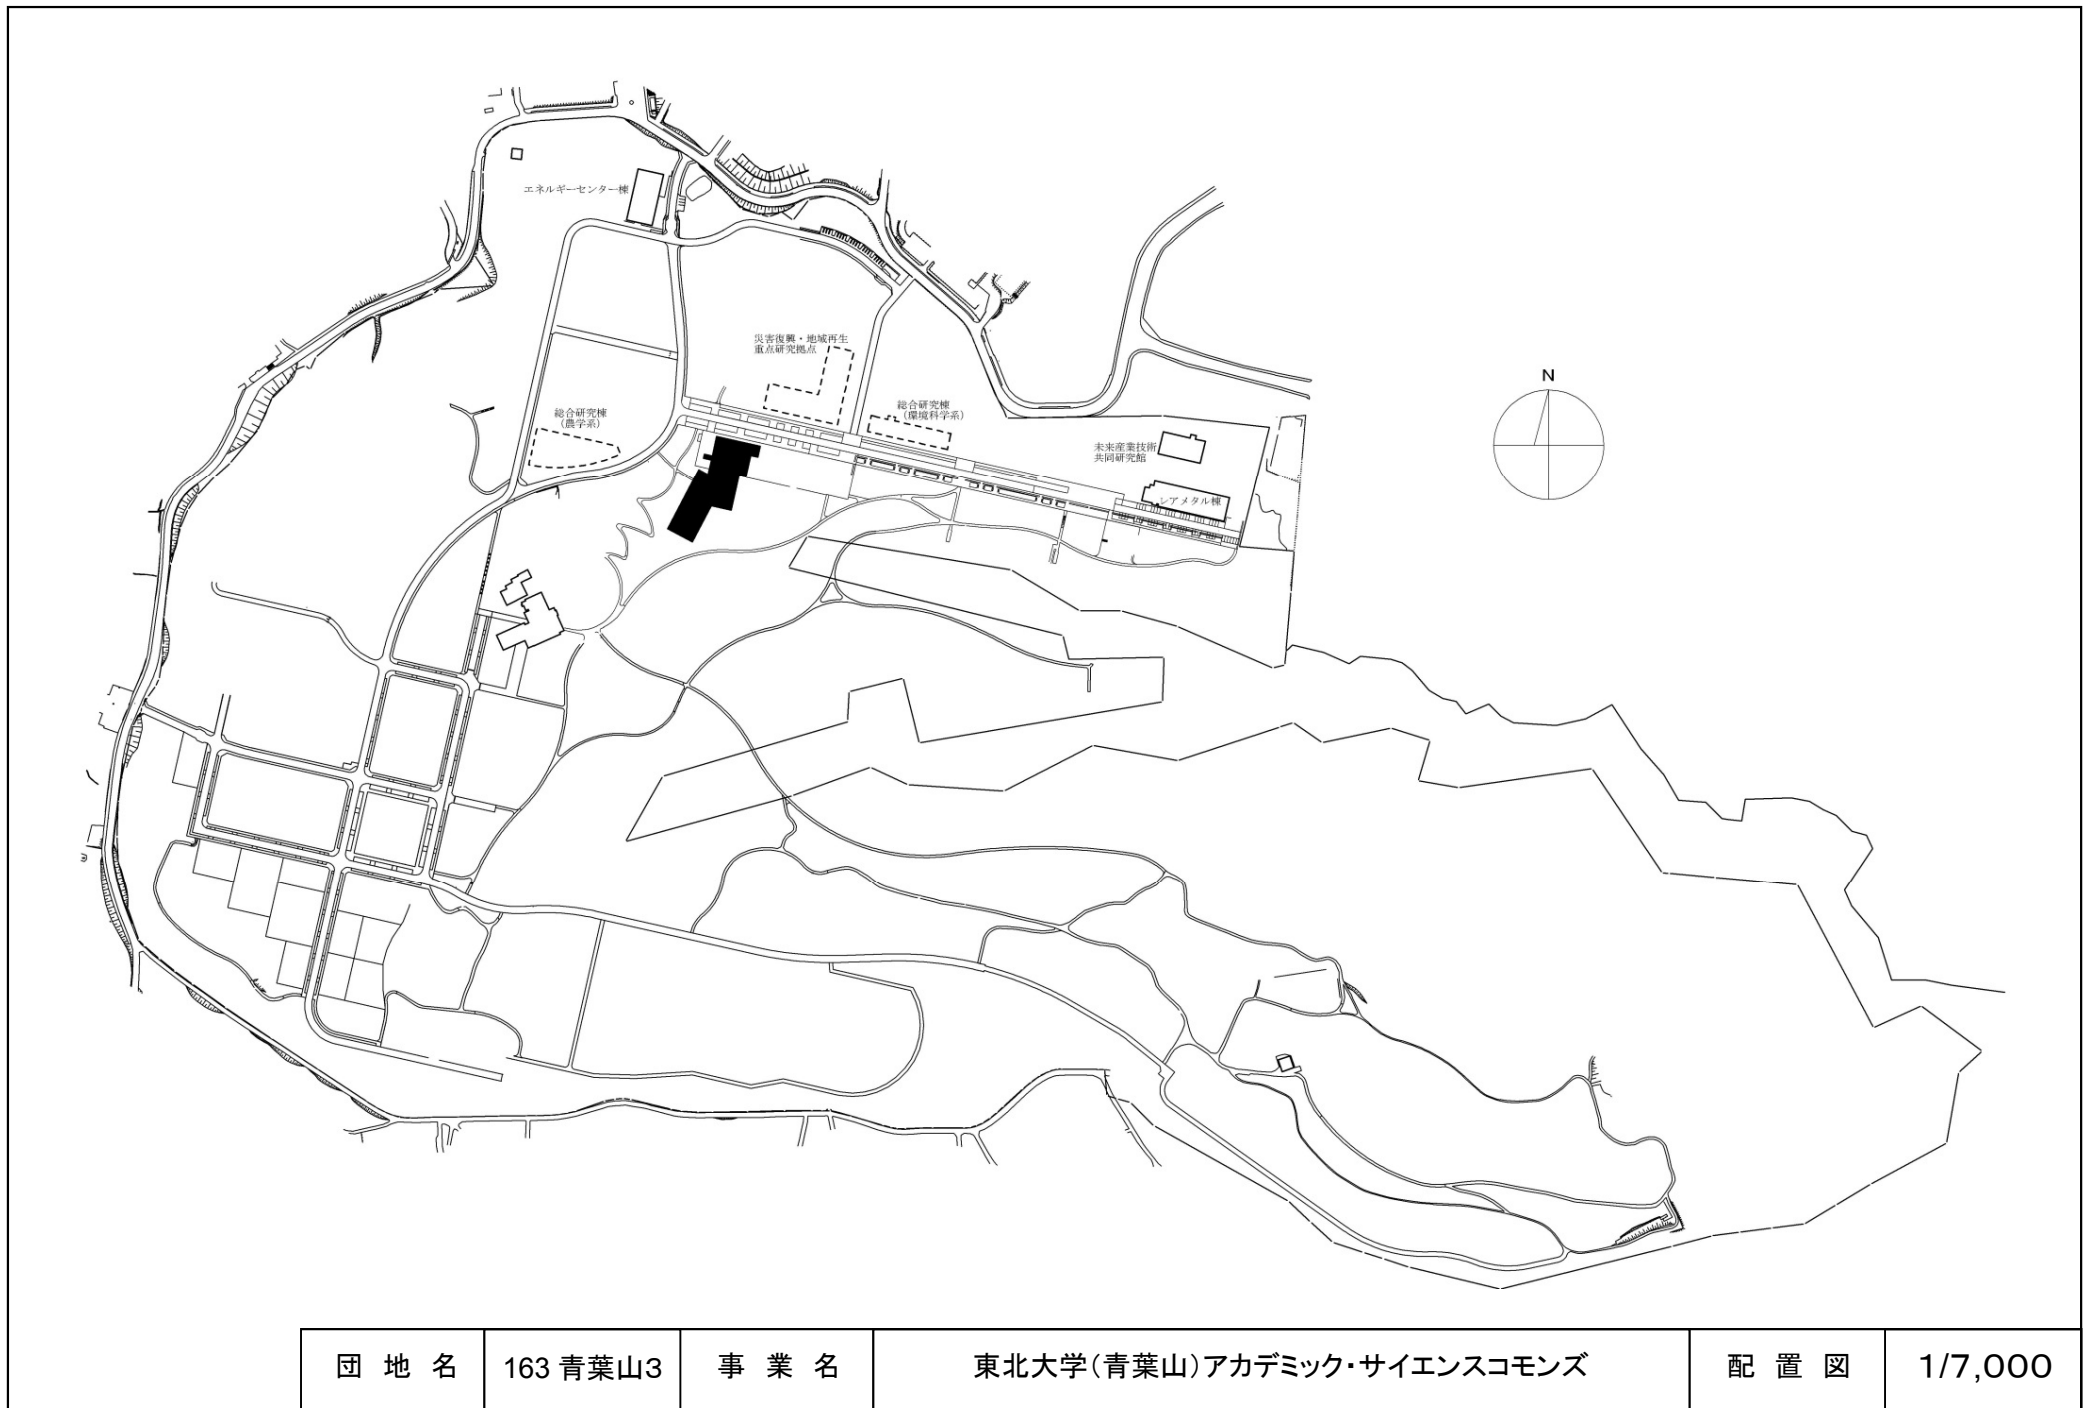 エネルギーセンター棟
災害復興・地域再生
重点研究拠点
N
総合研究棟
(環境科学系)
総合研究棟
(農学系)
未来産業技術
共同研究館
レアメタル棟
団地名
163 青葉山3
事業名
東北大学(青葉山)アカデミック・サイエンスコモンズ
配置図
1/7,000